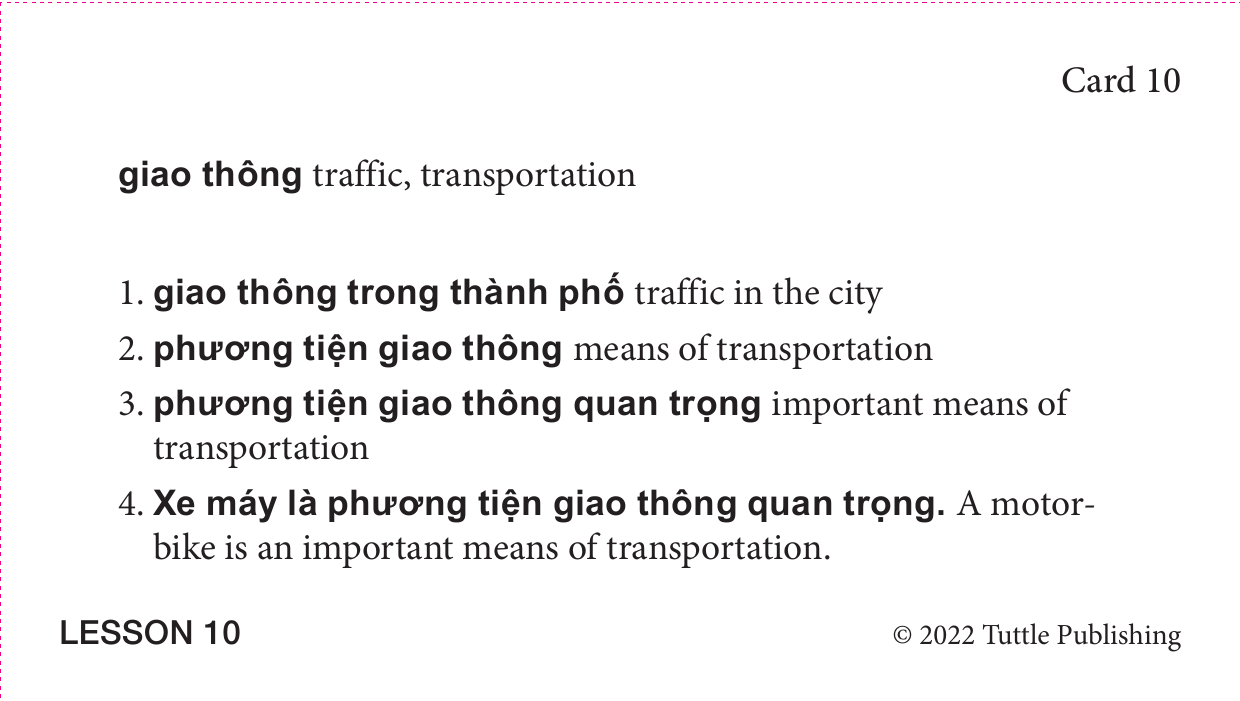 Card 10
giao thông traffic, transportation
1. giao thông trong thành phố traffic in the city
2. phương tiện giao thông means of transportation
3. phương tiện giao thông quan trọng important means of
transportation
4. Xe máy là phương tiện giao thông quan trọng. A motor-
bike is an important means of transportation.
LESSON 10
© 2022 Tuttle Publishing